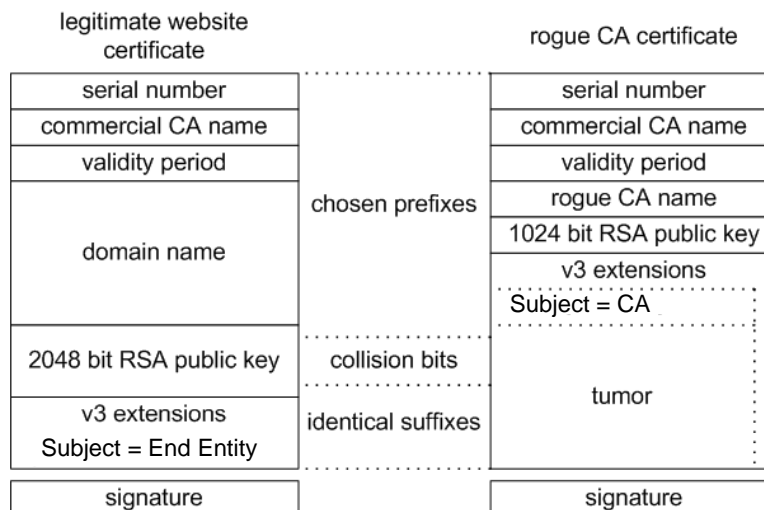 legitimate website
certificate
serial number
commercial CA name
validity period
domain name
2048 bit RSA public key
v3 extensions
Subject = End Entity
signature
chosen prefixes
collision bits
identical suffixes
rogue CA certificate
serial number
commercial CA name
validity period
rogue CA name
1024 bit RSA public key
v3 extensions
Subject = CA
tumor
signature